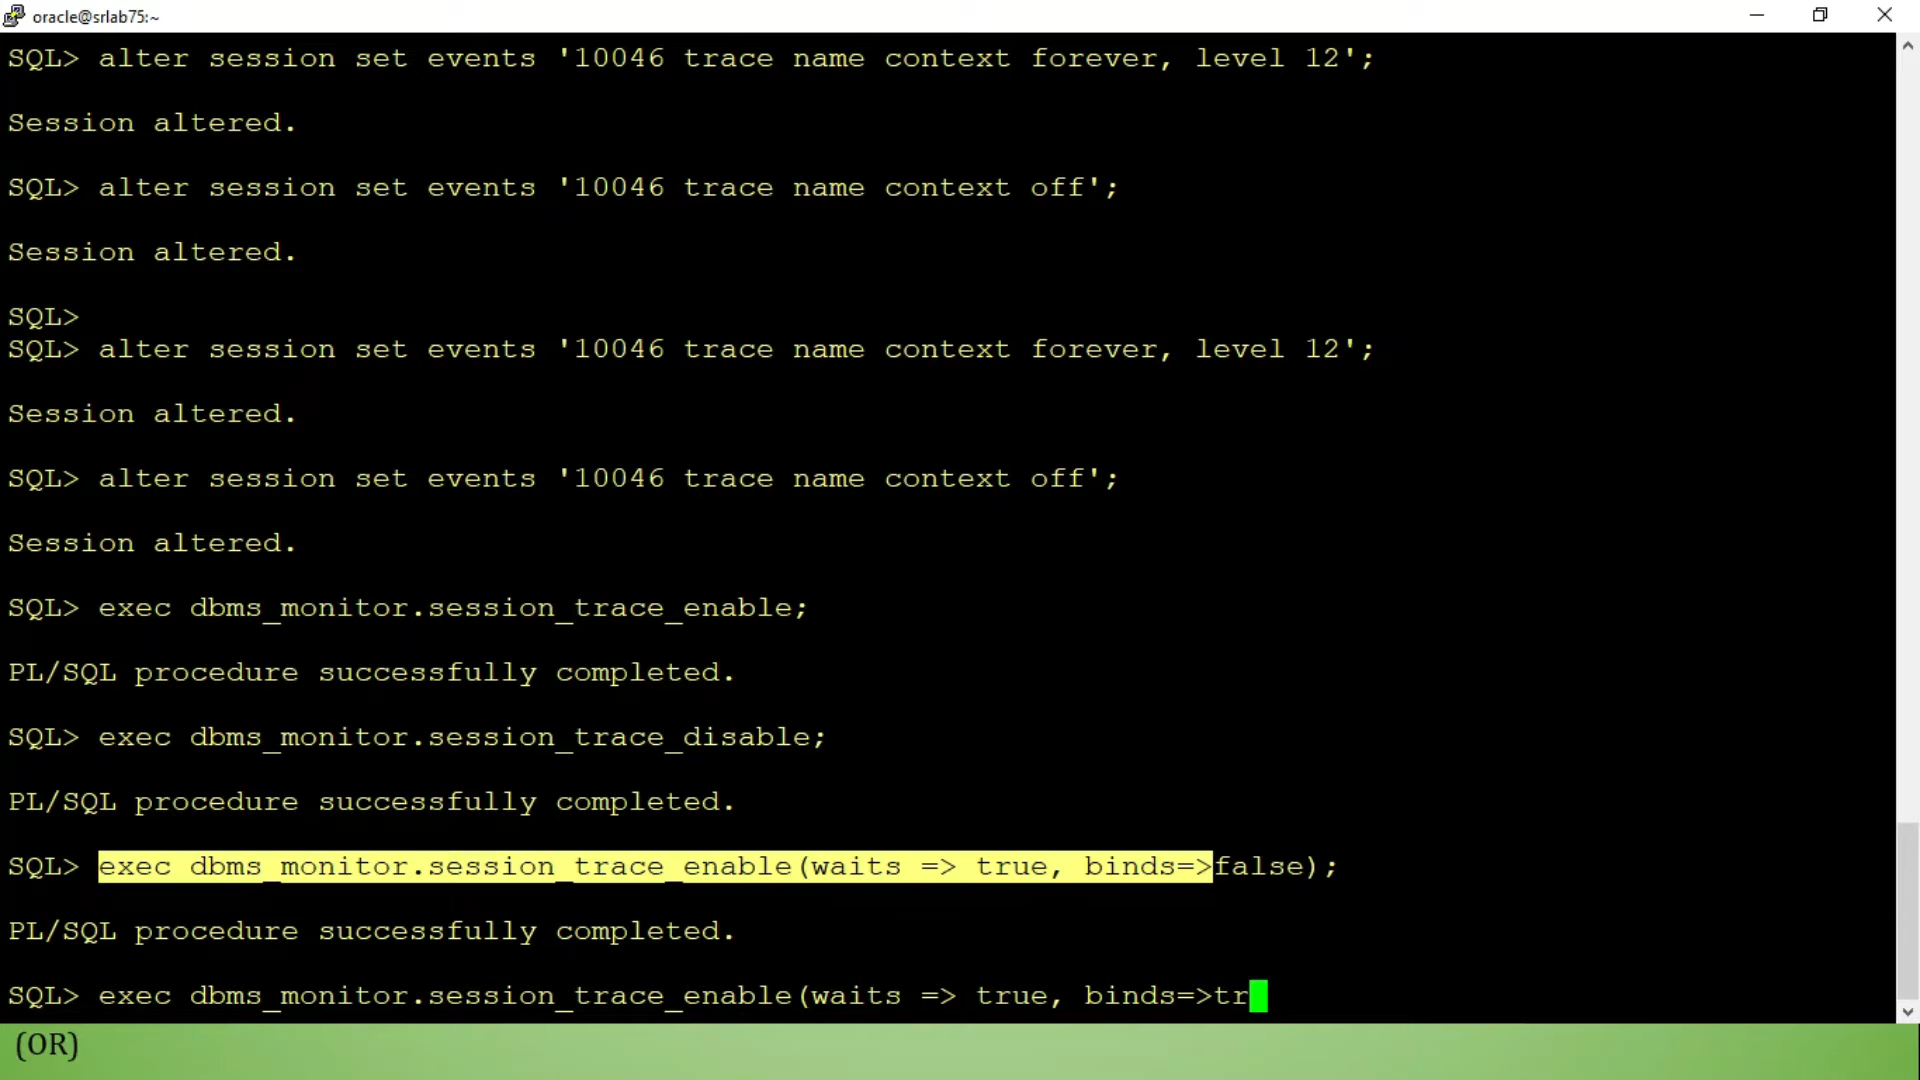 oracle@srlab75:~
SQL> alter session set events '10046 trace name context forever, level 12';
Session altered.
SQL> alter session set events '10046 trace name context off';
Session altered.
SQL>
SQL> alter session set events '10046 trace name context forever, level 12';
Session altered.
SQL> alter session set events '10046 trace name context off';
Session altered.
SQL> exec dbms_monitor.session_trace_enable;
PL/SQL procedure successfully completed.
SQL> exec dbms_monitor.session_trace_disable;
PL/SQL procedure successfully completed.
SQL> exec dbms_monitor.session_trace_enable(waits => true, binds=>false);
PL/SQL procedure successfully completed.
SQL> exec dbms_monitor.session_trace_enable(waits => true, binds=>tr
(OR)